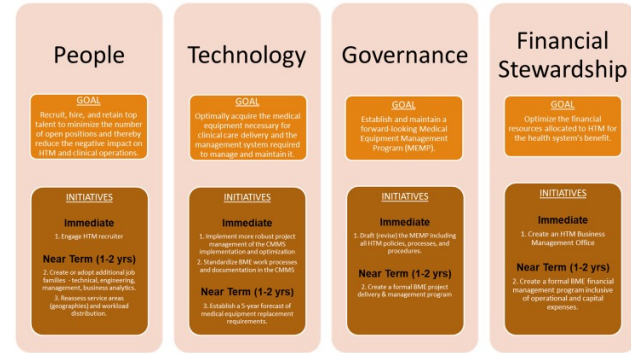 People
GOAL
Recruit, hire, and retain top
talent to minimize the number
of open positions and thereby
reduce the negative impact on
HTM and clinical operations.
INITIATIVES
Immediate
1. Engage HTM recruiter
Near Term (1-2 yrs)
2. Create or adopt additional job
families - technical, engineering,
management, business analytics.
3. Reassess service areas
(geographies) and workload
distribution.
Technology
GOAL
Optimally acquire the medical
equipment necessary for
clinical care delivery and the
management system required
to manage and maintain it.
INITIATIVES
Immediate
1. Implement more robust project
management of the CMMS
implementation and optimization
2. Standardize BME work processes
and documentation in the CMMS
Near Term (1-2 yrs)
3. Establish a 5-year forecast of
medical equipment replacement
requirements.
Governance
GOAL
Establish and maintain a
forward-looking Medical
Equipment Management
Program (MEMP).
INITIATIVES
Immediate
1. Draft (revise) the MEMP including
all HTM policies, processes, and
procedures.
Near Term (1-2 yrs)
2. Create a formal BME project
delivery & management program
Financial
Stewardship
GOAL
Optimize the financial
resources allocated to HTM for
the health system's benefit.
INITIATIVES
Immediate
1. Create an HTM Business
Management Office
Near Term (1-2 yrs)
2. Create a formal BME financial
management program inclusive
of operational and capital
expenses.